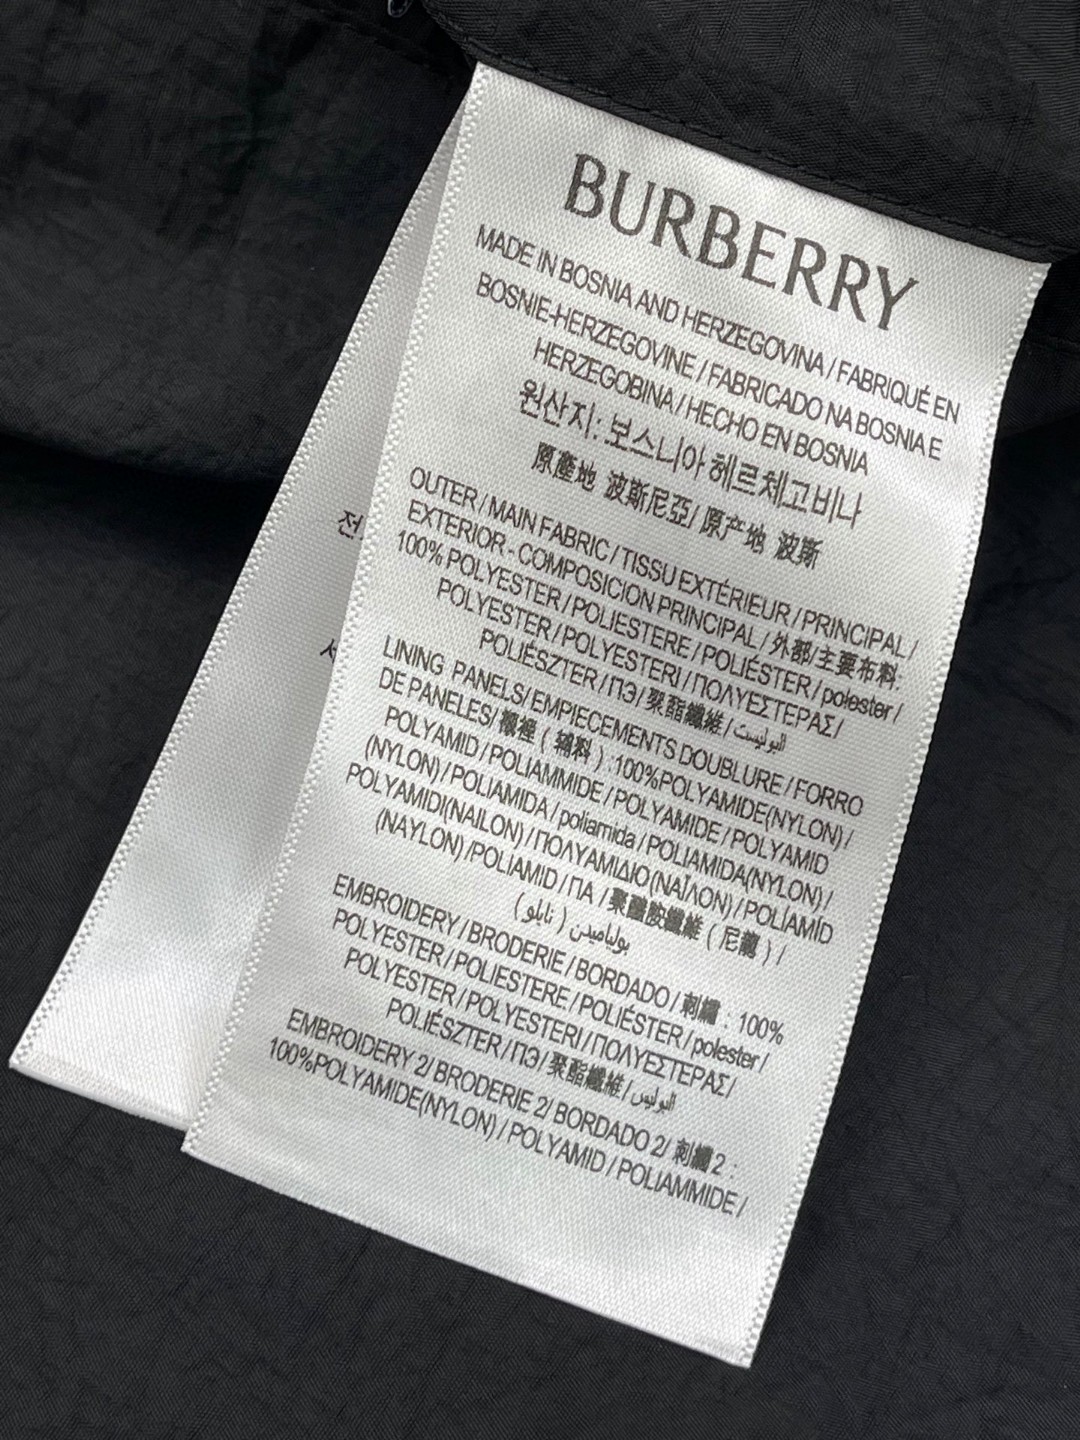 BURBERRY
MADE IN BOSNIA AND HERZEGOVINA / FABRIQUÉ EN
BOSNIE-HERZEGOVINE / FABRICADO NA BOSNIA E
HERZEGOBINA / HECHO EN BOSNIA
원산지: 보스니아 헤르체고비나
原產地 波斯尼亞/ 原产地 波斯
OUTER / MAIN FABRIC / TISSU EXTÉRIEUR / PRINCIPAL /
EXTERIOR - COMPOSICION PRINCIPAL / 外部/主要布料:
100% POLYESTER / POLIESTERE / POLIÉSTER / polester /
POLYESTER / POLYESTERI / ΠΟΛΥΕΣΤΕΡΑΣ/
POLIÉSZTER / ПЭ/ 聚酯纖維 / البوليست
LINING PANELS/ EMPIECEMENTS DOUBLURE / FORRO
DE PANELES/ 襯裡 ( 辅料 ) :100%POLYAMIDE(NYLON) /
POLYAMID / POLIAMMIDE / POLYAMIDE / POLYAMID
(NYLON) / POLIAMIDA / poliamida / POLIAMIDA(NYLON) /
POLYAMIDI(NAILON) / ΠΟΛΥΑΜΙΔΙΟ(ΝΑΪΛΟΝ) / POLÍAMÍD
(NAYLON) /POLIAMID / ПА / 聚醯胺纖維 ( 尼龍 ) /
بولياميدن ( نايلو )
EMBROIDERY / BRODERIE / BORDADO / 刺繡 : 100%
POLYESTER / POLIESTERE / POLIÉSTER / polester /
POLYESTER / POLYESTERI / ΠΟΛΥΕΣΤΕΡΑΣ/
POLIÉSZTER / ПЭ/ 聚酯纖維/ البوليس
EMBROIDERY 2/ BRODERIE 2/ BORDADO 2/ 刺繡 2 :
100%POLYAMIDE(NYLON) / POLYAMID / POLIAMMIDE /